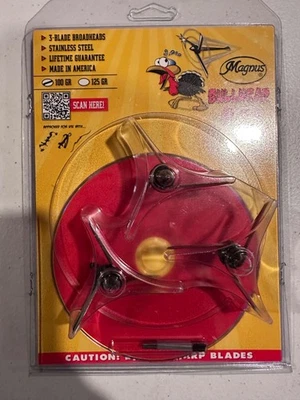 3-BLADE BROADHEADS
STAINLESS STEEL
LIFETIME GUARANTEE
MADE IN AMERICA
100 GR. 125 GR.
SCAN HERE!
Magnus
BULLHEAD
CAUTION: SHARP BLADES